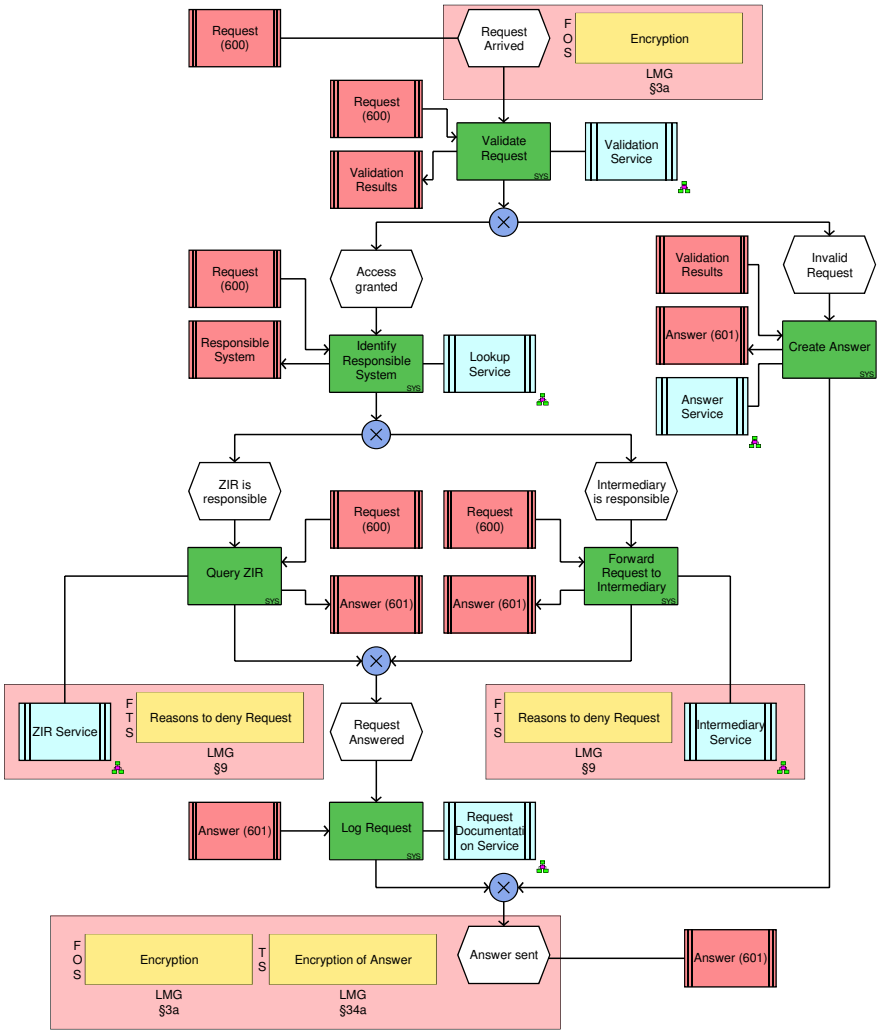 Request
(600)
Request
Arrived
F
O
S
Encryption
LMG
§3a
Request
(600)
Validation
Results
Validate
Request
SYS
Validation
Service
Request
(600)
Responsible
System
Access
granted
Identify
Responsible
System
SYS
Lookup
Service
Validation
Results
Answer (601)
Answer
Service
Invalid
Request
Create Answer
SYS
ZIR is
responsible
Intermediary
is responsible
Request
(600)
Request
(600)
Query ZIR
SYS
Answer (601)
Answer (601)
Forward
Request to
Intermediary
SYS
ZIR Service
F
T
S
Reasons to deny Request
LMG
§9
Request
Answered
F
T
S
Reasons to deny Request
LMG
§9
Intermediary
Service
Answer (601)
Log Request
SYS
Request
Documentati
on Service
F
O
S
Encryption
LMG
§3a
T
S
Encryption of Answer
LMG
§34a
Answer sent
Answer (601)